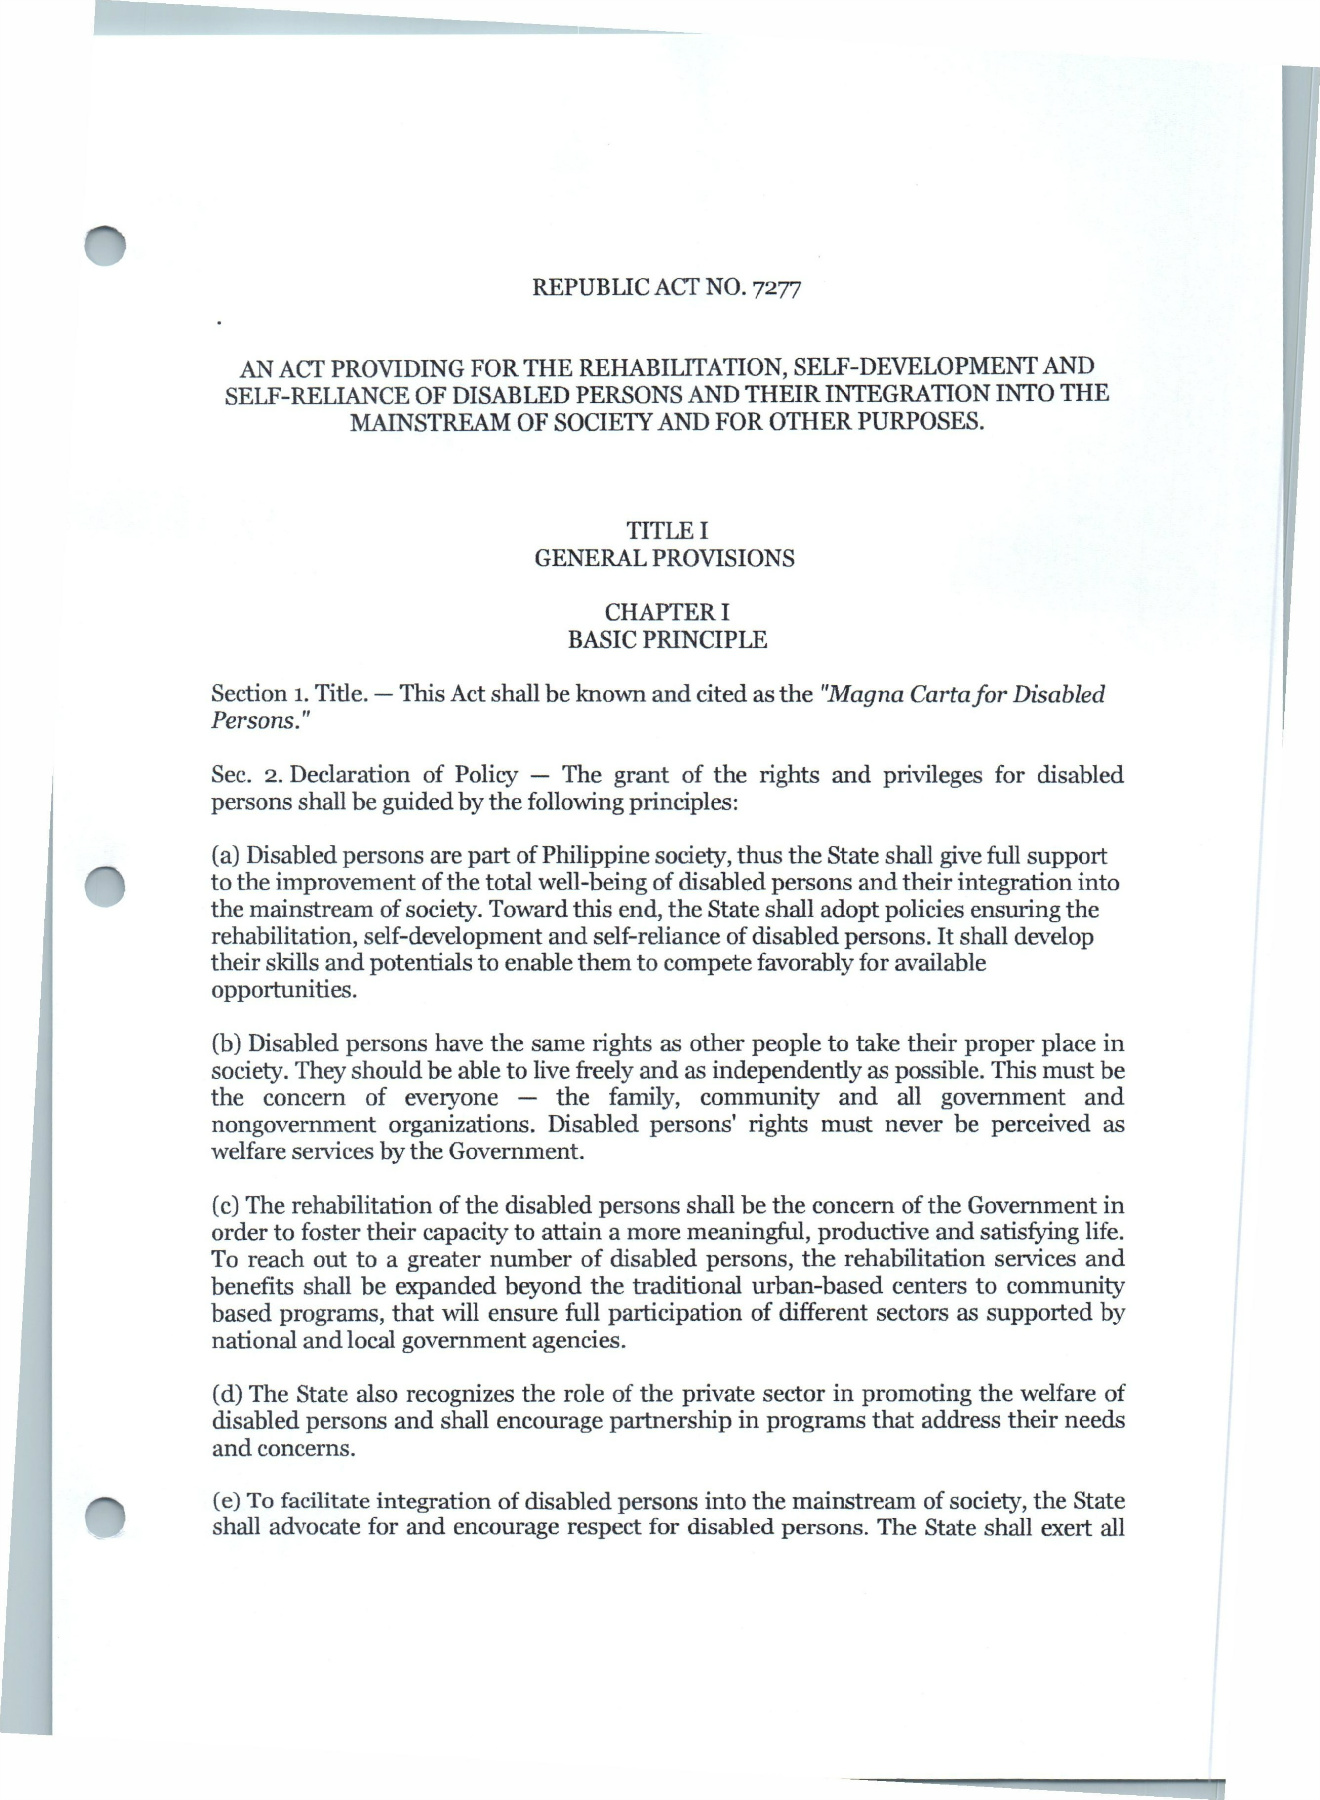 REPUBLIC ACT NO. 7277
AN ACT PROVIDING FOR THE REHABILITATION, SELF-DEVELOPMENT AND
SELF-RELIANCE OF DISABLED PERSONS AND THEIR INTEGRATION INTO THE
MAINSTREAM OF SOCIETY AND FOR OTHER PURPOSES.
TITLE I
GENERAL PROVISIONS
CHAPTER I
BASIC PRINCIPLE
Section 1. Title. — This Act shall be known and cited as the "Magna Carta for Disabled
Persons."
Sec. 2. Declaration of Policy — The grant of the rights and privileges for disabled
persons shall be guided by the following principles:
(a) Disabled persons are part of Philippine society, thus the State shall give full support
to the improvement of the total well-being of disabled persons and their integration into
the mainstream of society. Toward this end, the State shall adopt policies ensuring the
rehabilitation, self-development and self-reliance of disabled persons. It shall develop
their skills and potentials to enable them to compete favorably for available
opportunities.
(b) Disabled persons have the same rights as other people to take their proper place in
society. They should be able to live freely and as independently as possible. This must be
the concern of everyone — the family, community and all government and
nongovernment organizations. Disabled persons' rights must never be perceived as
welfare services by the Government.
(c) The rehabilitation of the disabled persons shall be the concern of the Government in
order to foster their capacity to attain a more meaningful, productive and satisfying life.
To reach out to a greater number of disabled persons, the rehabilitation services and
benefits shall be expanded beyond the traditional urban-based centers to community
based programs, that will ensure full participation of different sectors as supported by
national and local government agencies.
(d) The State also recognizes the role of the private sector in promoting the welfare of
disabled persons and shall encourage partnership in programs that address their needs
and concerns.
(e) To facilitate integration of disabled persons into the mainstream of society, the State
shall advocate for and encourage respect for disabled persons. The State shall exert all